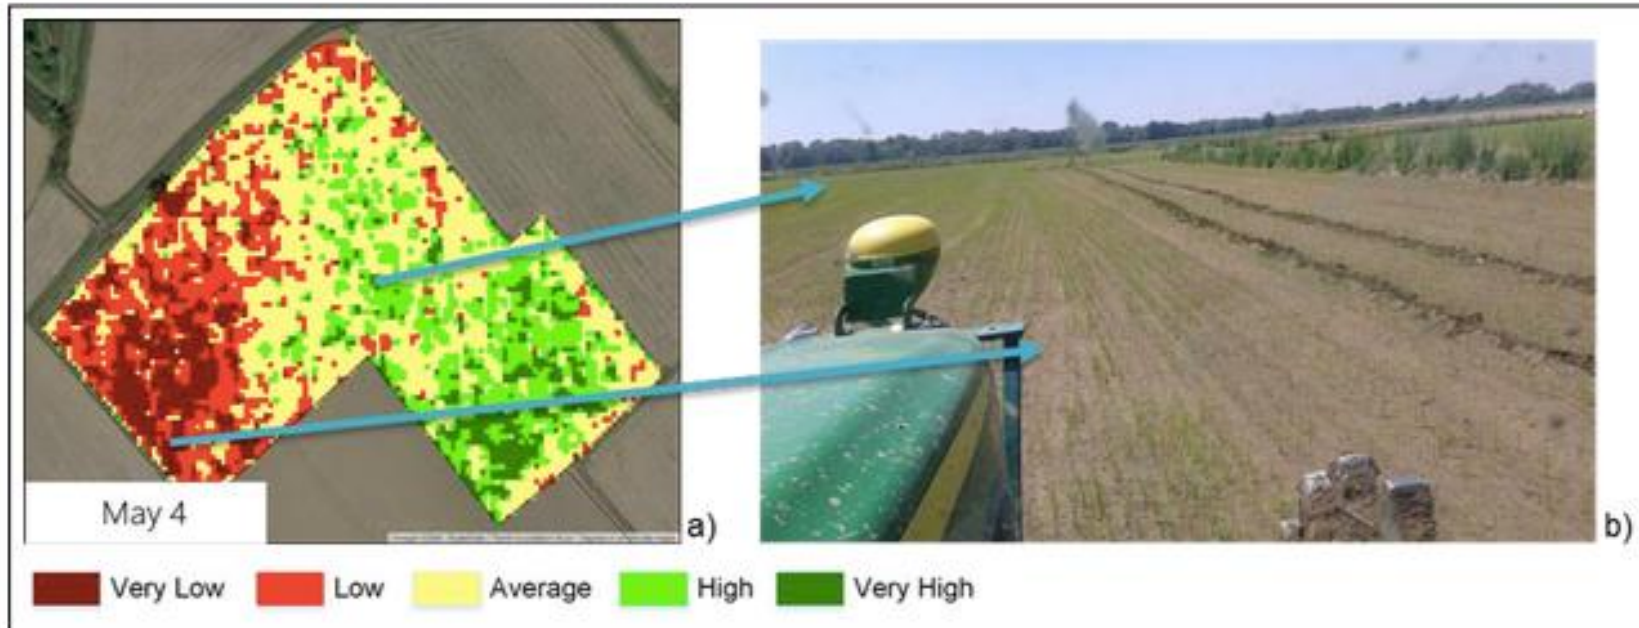 May 4
a)
b)
Very Low
Low
Average
High
Very High